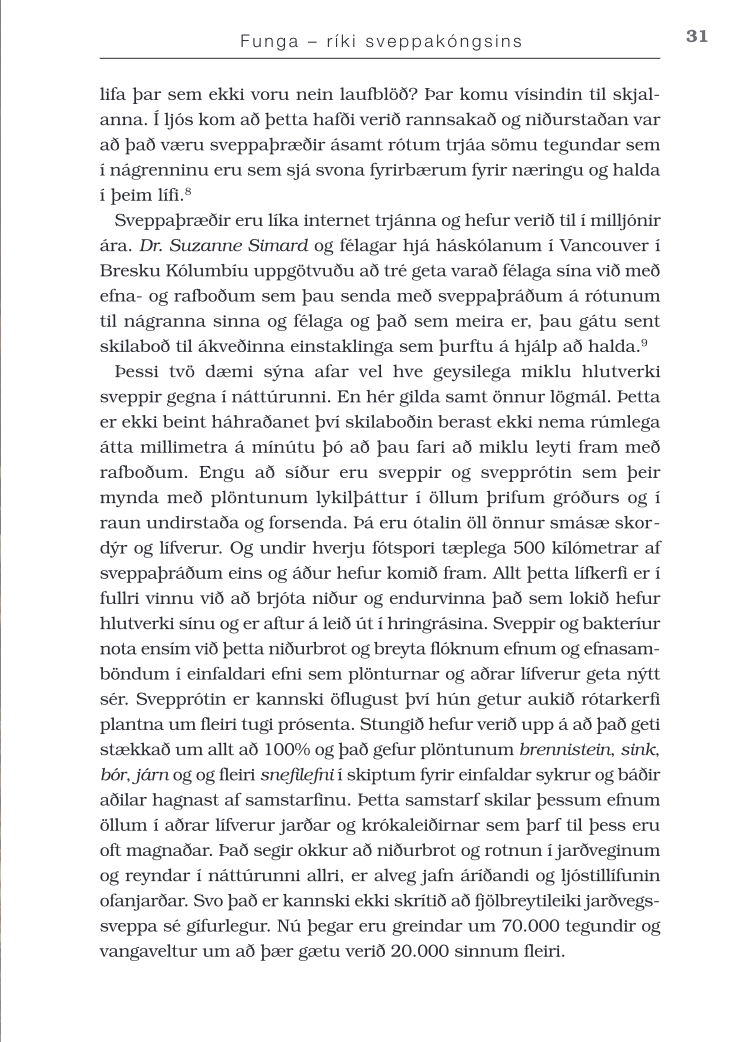 Funga – ríki sveppakóngsins
31
lifa þar sem ekki voru nein laufblöð? Þar komu vísindin til skjal-
anna. Í ljós kom að þetta hafði verið rannsakað og niðurstaðan var
að það væru sveppaþræðir ásamt rótum trjáa sömu tegundar sem
í nágrenninu eru sem sjá svona fyrirbærum fyrir næringu og halda
í þeim lífi.⁸
Sveppaþræðir eru líka internet trjánna og hefur verið til í milljónir
ára. Dr. Suzanne Simard og félagar hjá háskólanum í Vancouver í
Bresku Kólumbíu uppgötvuðu að tré geta varað félaga sína við með
efna- og rafboðum sem þau senda með sveppaþráðum á rótunum
til nágranna sinna og félaga og það sem meira er, þau gátu sent
skilaboð til ákveðinna einstaklinga sem þurftu á hjálp að halda.⁹
Þessi tvö dæmi sýna afar vel hve geysilega miklu hlutverki
sveppir gegna í náttúrunni. En hér gilda samt önnur lögmál. Þetta
er ekki beint háhraðanet því skilaboðin berast ekki nema rúmlega
átta millimetra á mínútu þó að þau fari að miklu leyti fram með
rafboðum. Engu að síður eru sveppir og svepprótin sem þeir
mynda með plöntunum lykilþáttur í öllum þrifum gróðurs og í
raun undirstaða og forsenda. Þá eru ótalin öll önnur smásæ skor-
dýr og lífverur. Og undir hverju fótspori tæplega 500 kílómetrar af
sveppaþráðum eins og áður hefur komið fram. Allt þetta lífkerfi er í
fullri vinnu við að brjóta niður og endurvinna það sem lokið hefur
hlutverki sínu og er aftur á leið út í hringrásina. Sveppir og bakteríur
nota ensím við þetta niðurbrot og breyta flóknum efnum og efnasam-
böndum í einfaldari efni sem plönturnar og aðrar lífverur geta nýtt
sér. Svepprótin er kannski öflugust því hún getur aukið rótarkerfi
plantna um fleiri tugi prósenta. Stungið hefur verið upp á að það geti
stækkað um allt að 100% og það gefur plöntunum brennistein, sink,
bór, járn og og fleiri snefilefni í skiptum fyrir einfaldar sykrur og báðir
aðilar hagnast af samstarfinu. Þetta samstarf skilar þessum efnum
öllum í aðrar lífverur jarðar og krókaleiðirnar sem þarf til þess eru
oft magnaðar. Það segir okkur að niðurbrot og rotnun í jarðveginum
og reyndar í náttúrunni allri, er alveg jafn áríðandi og ljóstillífunin
ofanjarðar. Svo það er kannski ekki skrítið að fjölbreytileiki jarðvegs-
sveppa sé gífurlegur. Nú þegar eru greindar um 70.000 tegundir og
vangaveltur um að þær gætu verið 20.000 sinnum fleiri.